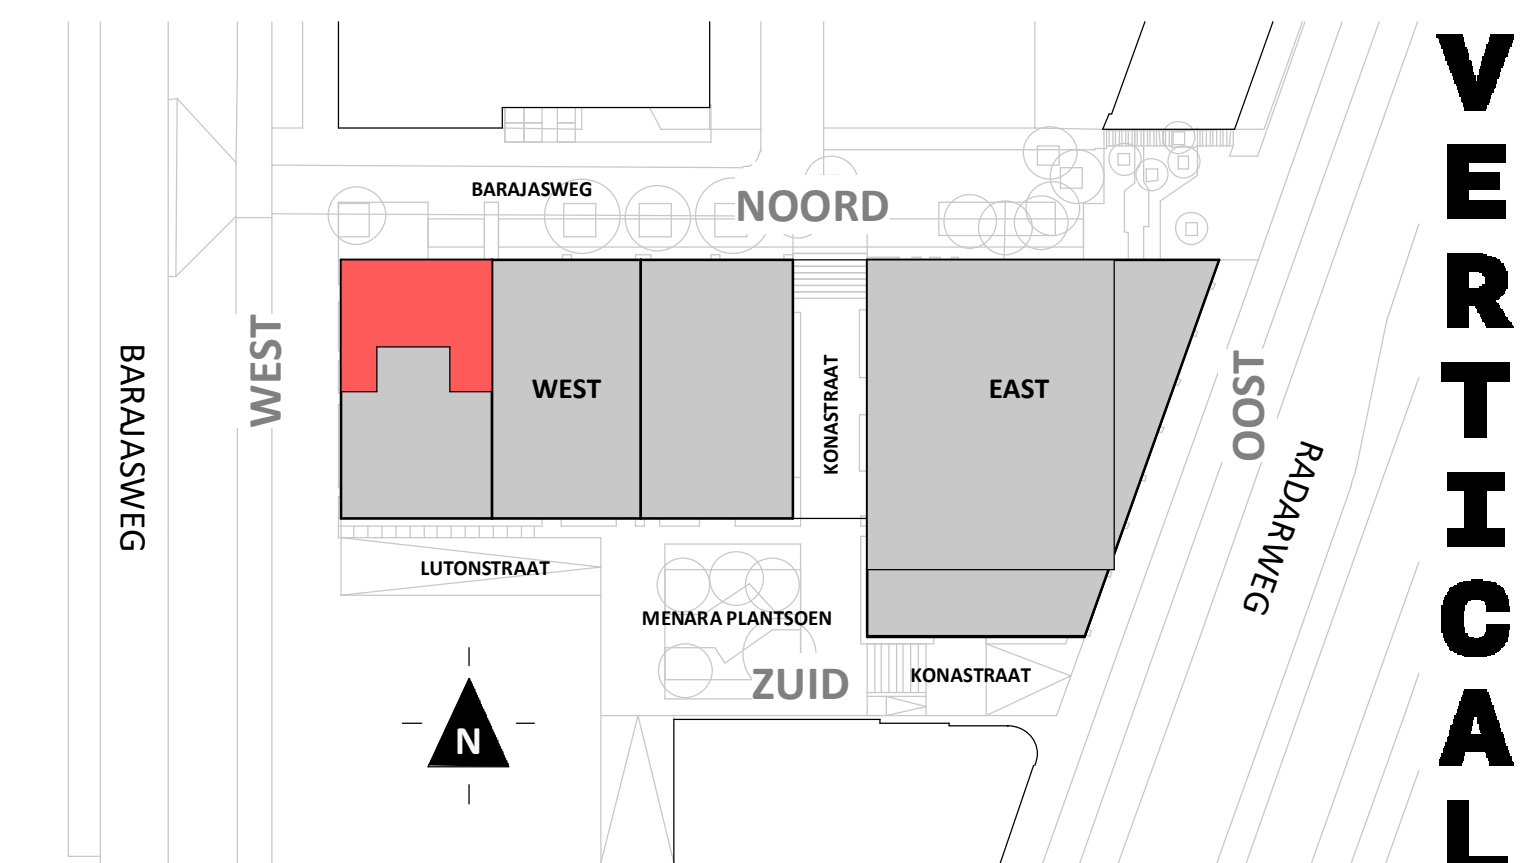 BARAJASWEG
NOORD
WEST
BARAJASWEG
WEST
KONASTRAAT
EAST
OOST
RADARWEG
LUTONSTRAAT
MENARA PLANTSOEN
ZUID
KONASTRAAT
N
VERTICAL